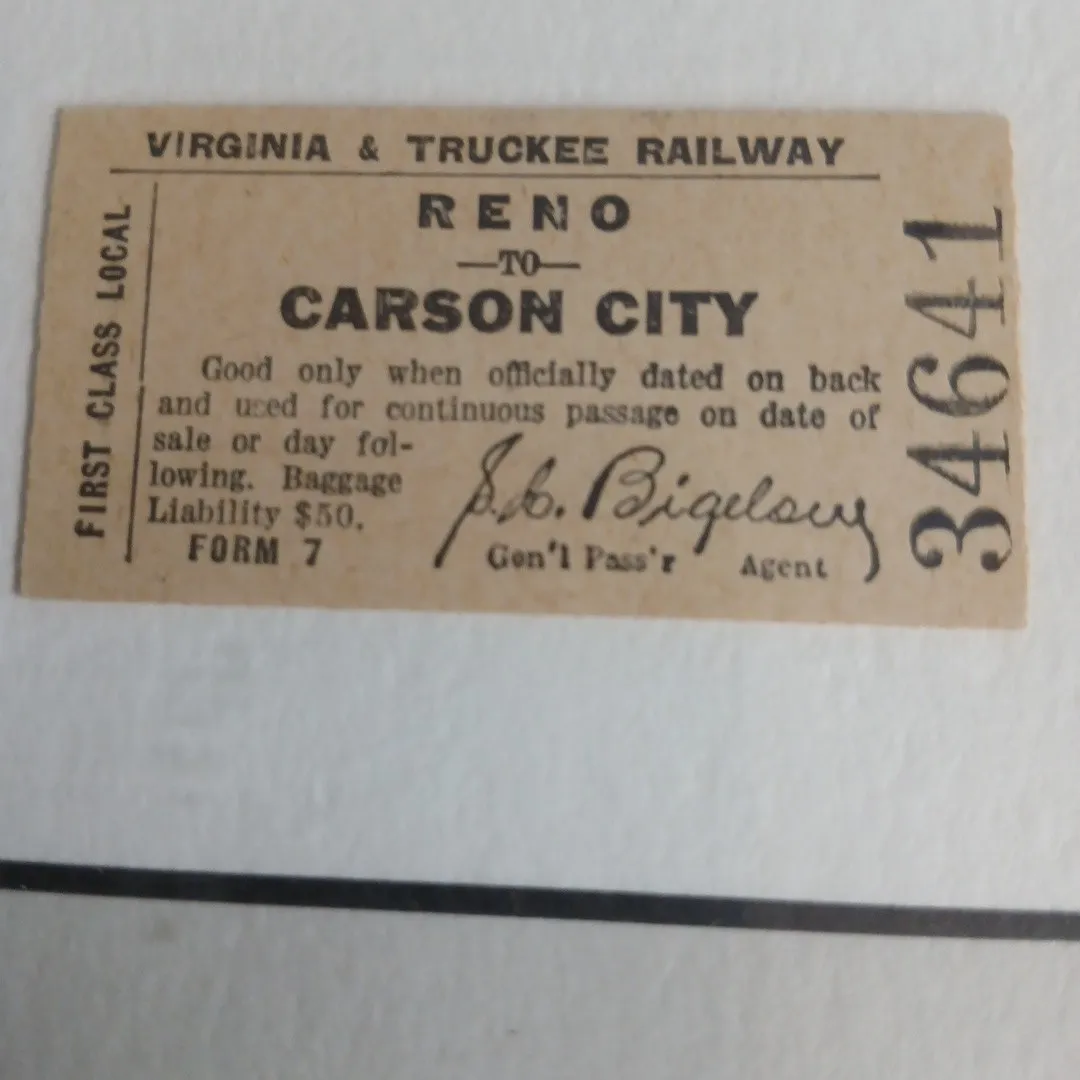 VIRGINIA & TRUCKEE RAILWAY
FIRST CLASS LOCAL
RENO
—TO—
CARSON CITY
Good only when officially dated on back
and used for continuous passage on date of
sale or day fol-
lowing. Baggage
Liability $50.
FORM 7
S. C. Bigelow
Gen'l Pass'r Agent
34641